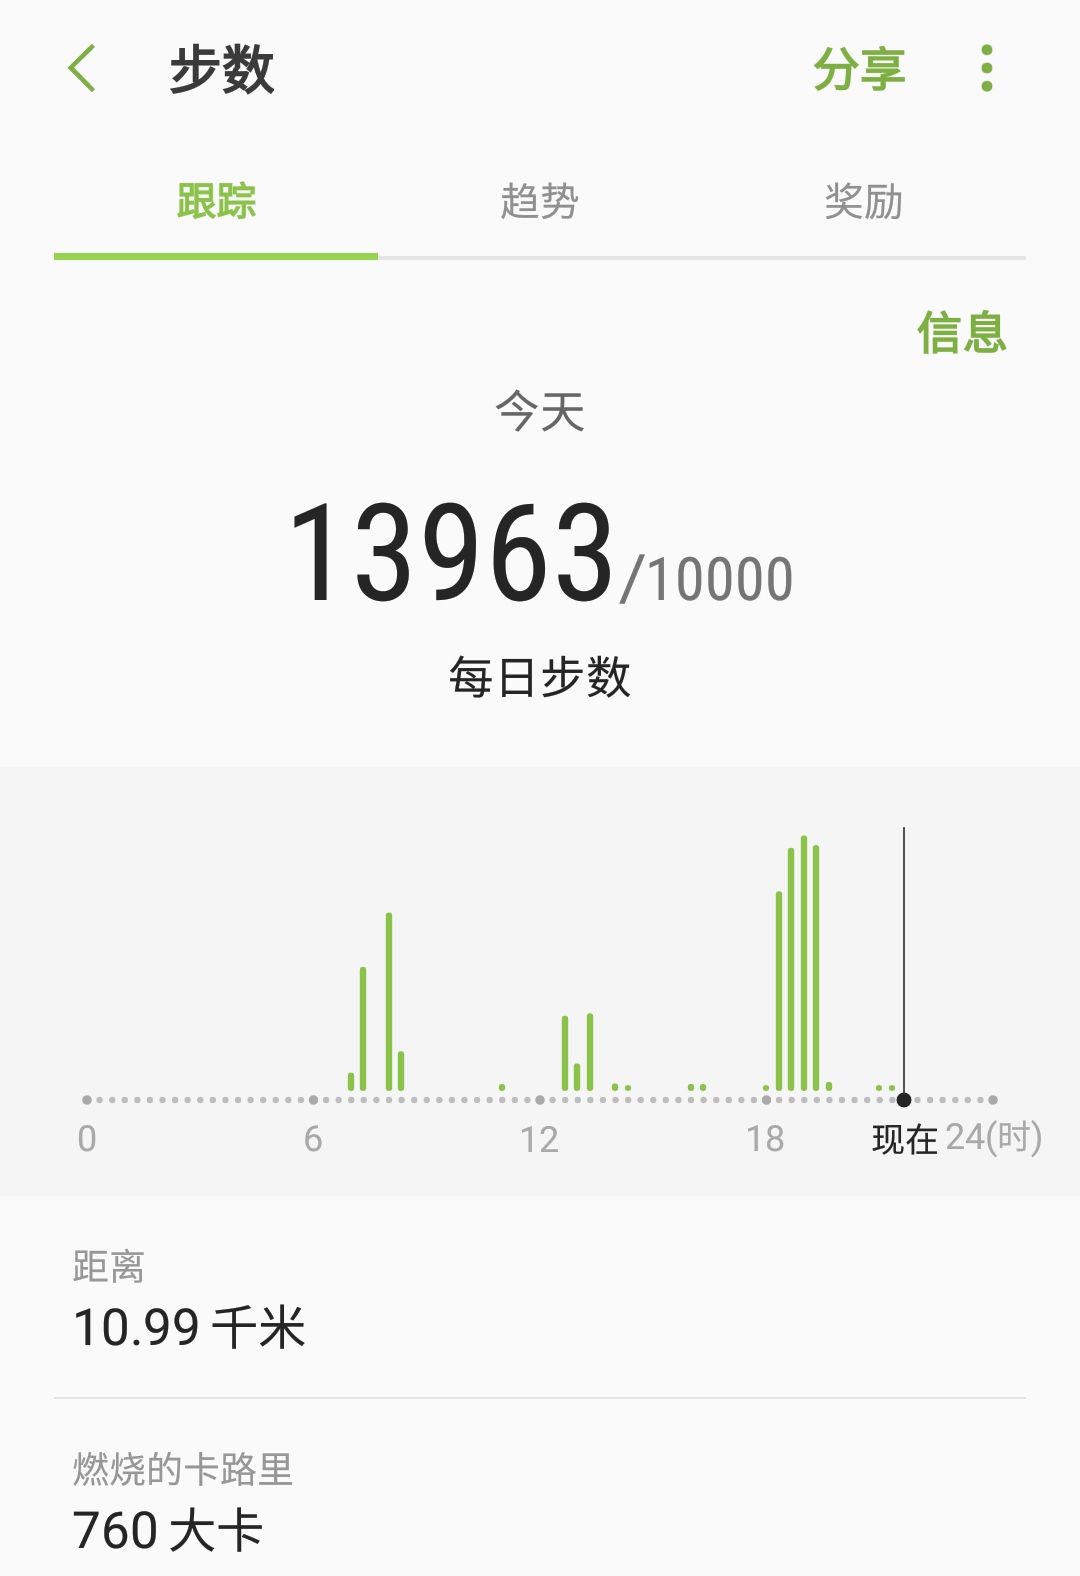 步数 分享
跟踪 趋势 奖励
信息
今天
13963/10000
每日步数
0 6 12 18 现在 24(时)
距离
10.99 千米
燃烧的卡路里
760 大卡